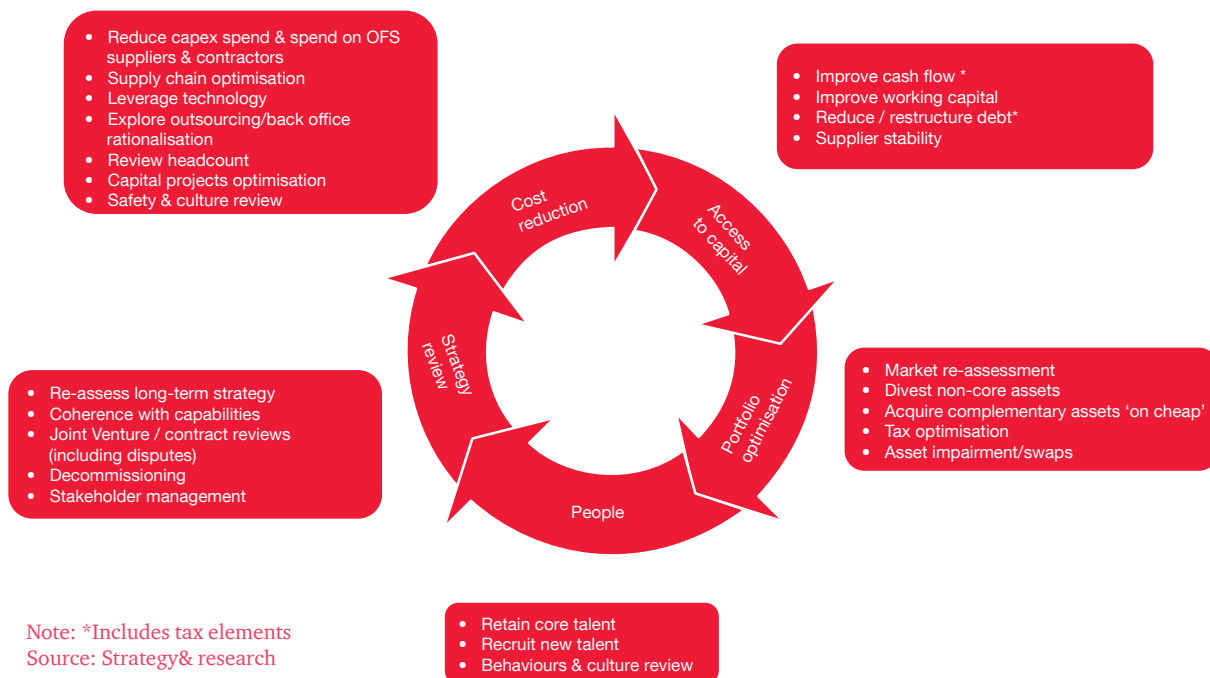 • Reduce capex spend & spend on OFS
suppliers & contractors
• Supply chain optimisation
• Leverage technology
• Explore outsourcing/back office
rationalisation
• Review headcount
• Capital projects optimisation
• Safety & culture review
• Improve cash flow *
• Improve working capital
• Reduce / restructure debt*
• Supplier stability
Cost
reduction
Access
to capital
Strategy
review
Portfolio
optimisation
People
• Re-assess long-term strategy
• Coherence with capabilities
• Joint Venture / contract reviews
(including disputes)
• Decommissioning
• Stakeholder management
• Market re-assessment
• Divest non-core assets
• Acquire complementary assets ‘on cheap’
• Tax optimisation
• Asset impairment/swaps
• Retain core talent
• Recruit new talent
• Behaviours & culture review
Note: *Includes tax elements
Source: Strategy& research